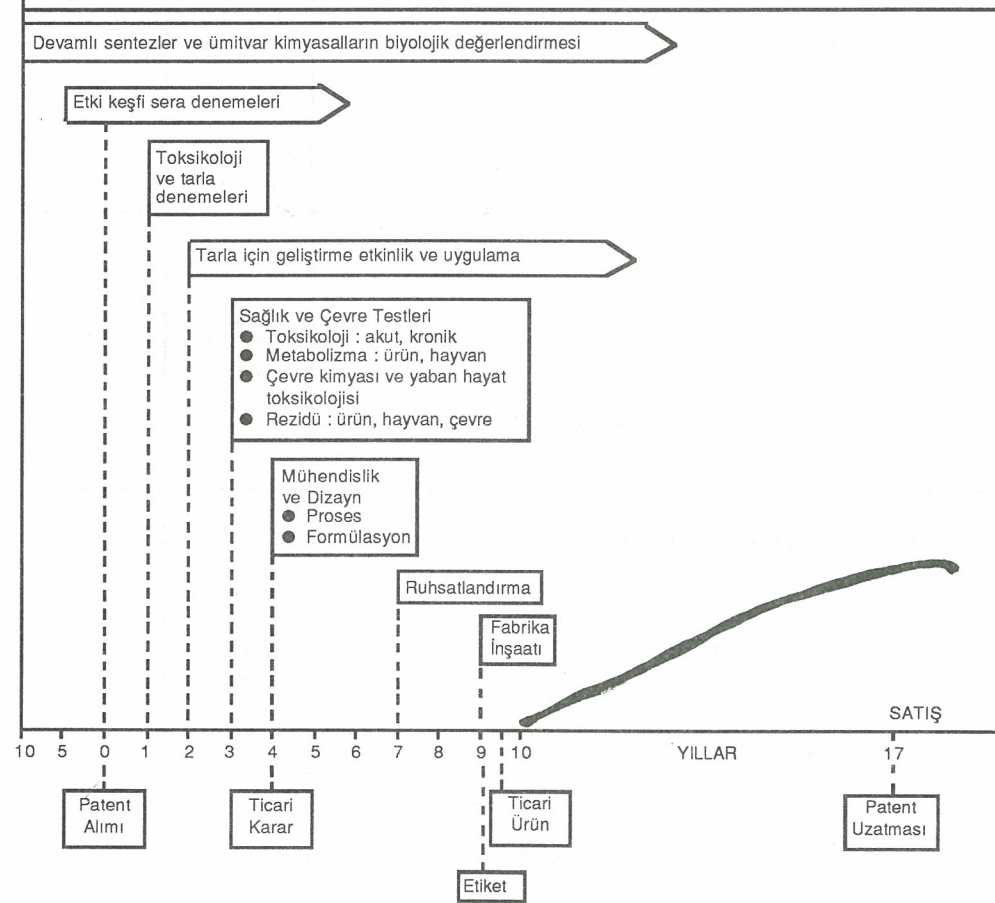 Devamlı sentezler ve ümitvar kimyasalların biyolojik değerlendirmesi
Etki keşfi sera denemeleri
Toksikoloji
ve tarla
denemeleri
Tarla için geliştirme etkinlik ve uygulama
Sağlık ve Çevre Testleri
● Toksikoloji : akut, kronik
● Metabolizma : ürün, hayvan
● Çevre kimyası ve yaban hayat
toksikolojisi
● Rezidü : ürün, hayvan, çevre
Mühendislik
ve Dizayn
● Proses
● Formülasyon
Ruhsatlandırma
Fabrika
İnşaatı
SATIŞ
10 5 0 1 2 3 4 5 6 7 8 9 10 YILLAR 17
Patent
Alımı
Ticari
Karar
Ticari
Ürün
Patent
Uzatması
Etiket